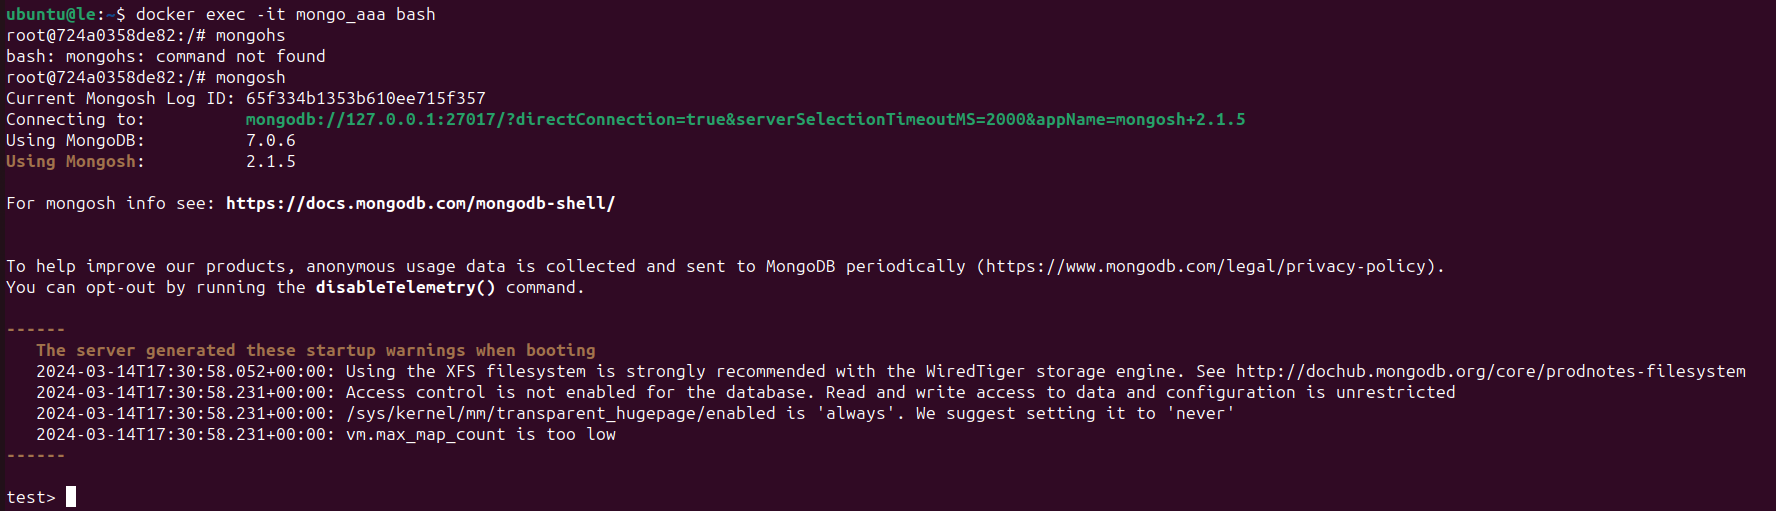 ubuntu@le:~$ docker exec -it mongo_aaa bash
root@724a0358de82:/# mongohs
bash: mongohs: command not found
root@724a0358de82:/# mongosh
Current Mongosh Log ID: 65f334b1353b610ee715f357
Connecting to:          mongodb://127.0.0.1:27017/?directConnection=true&serverSelectionTimeoutMS=2000&appName=mongosh+2.1.5
Using MongoDB:          7.0.6
Using Mongosh:          2.1.5
For mongosh info see: https://docs.mongodb.com/mongodb-shell/
To help improve our products, anonymous usage data is collected and sent to MongoDB periodically (https://www.mongodb.com/legal/privacy-policy).
You can opt-out by running the disableTelemetry() command.
------
   The server generated these startup warnings when booting
   2024-03-14T17:30:58.052+00:00: Using the XFS filesystem is strongly recommended with the WiredTiger storage engine. See http://dochub.mongodb.org/core/prodnotes-filesystem
   2024-03-14T17:30:58.231+00:00: Access control is not enabled for the database. Read and write access to data and configuration is unrestricted
   2024-03-14T17:30:58.231+00:00: /sys/kernel/mm/transparent_hugepage/enabled is 'always'. We suggest setting it to 'never'
   2024-03-14T17:30:58.231+00:00: vm.max_map_count is too low
------
test>